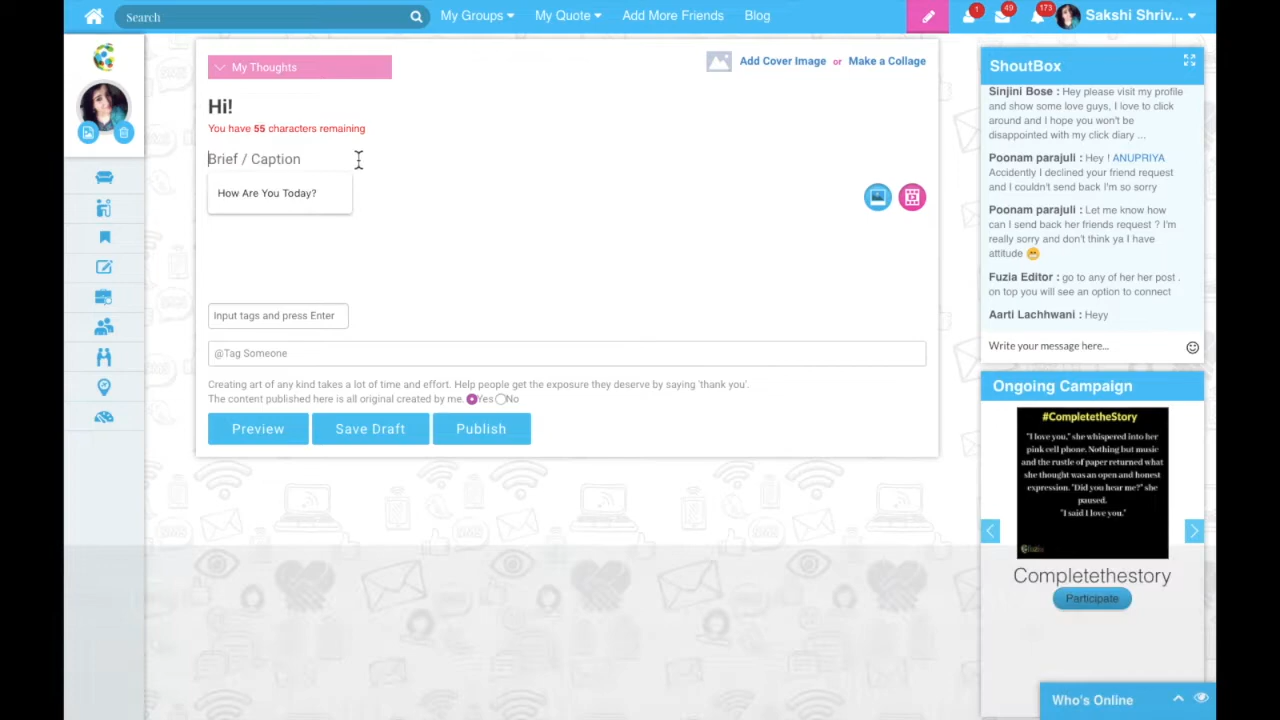 Search
My Groups
My Quote
Add More Friends
Blog
1
49
173
Sakshi Shriv...
My Thoughts
Add Cover Image or Make a Collage
Hi!
You have 55 characters remaining
Brief / Caption
How Are You Today?
Input tags and press Enter
@Tag Someone
Creating art of any kind takes a lot of time and effort. Help people get the exposure they deserve by saying 'thank you'.
The content published here is all original created by me. Yes No
Preview
Save Draft
Publish
ShoutBox
Sinjini Bose : Hey please visit my profile
and show some love guys, I love to click
around and I hope you won't be
disappointed with my click diary ...
Poonam parajuli : Hey ! ANUPRIYA
Accidently I declined your friend request
and I couldn't send back I'm so sorry
Poonam parajuli : Let me know how
can I send back her friends request ? I'm
really sorry and don't think ya I have
attitude 😁
Fuzia Editor : go to any of her her post .
on top you will see an option to connect
Aarti Lachhwani : Heyy
Write your message here...
Ongoing Campaign
#CompletetheStory
"I love you," she whispered into her
pink cell phone. Nothing but music
and the rustle of paper returned what
she thought was an open and honest
expression. "Did you hear me?" she
paused.
"I said I love you."
Completethestory
Participate
Who's Online